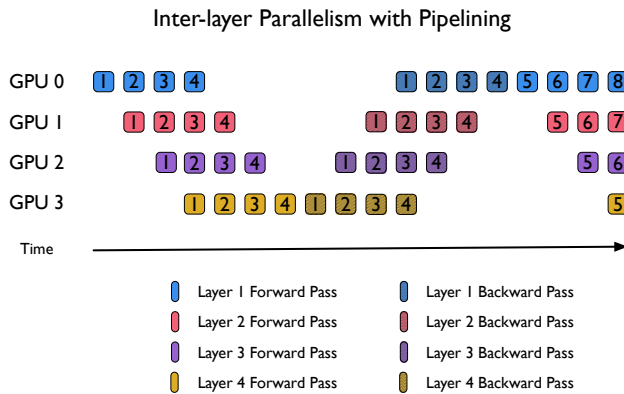 Inter-layer Parallelism with Pipelining
GPU 0 1 2 3 4 1 2 3 4 5 6 7 8
GPU 1 1 2 3 4 1 2 3 4 5 6 7
GPU 2 1 2 3 4 1 2 3 4 5 6
GPU 3 1 2 3 4 1 2 3 4 5
Time
Layer 1 Forward Pass Layer 1 Backward Pass
Layer 2 Forward Pass Layer 2 Backward Pass
Layer 3 Forward Pass Layer 3 Backward Pass
Layer 4 Forward Pass Layer 4 Backward Pass